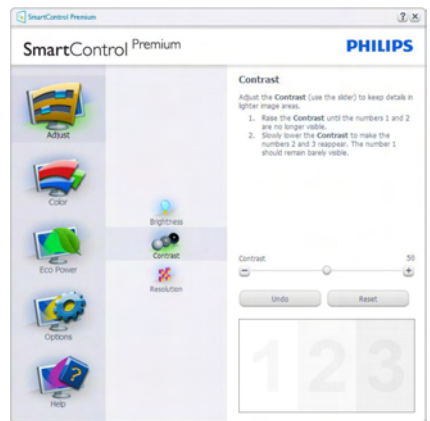 SmartControl Premium
SmartControl Premium
PHILIPS
Adjust
Color
Eco Power
Options
Help
Brightness
Contrast
Resolution
Contrast
Adjust the Contrast (use the slider) to keep details in
lighter image areas.
1. Raise the Contrast until the numbers 1 and 2
are no longer visible.
2. Slowly lower the Contrast to make the
numbers 2 and 3 reappear. The number 1
should remain barely visible.
Contrast 50
Undo Reset
1 2 3